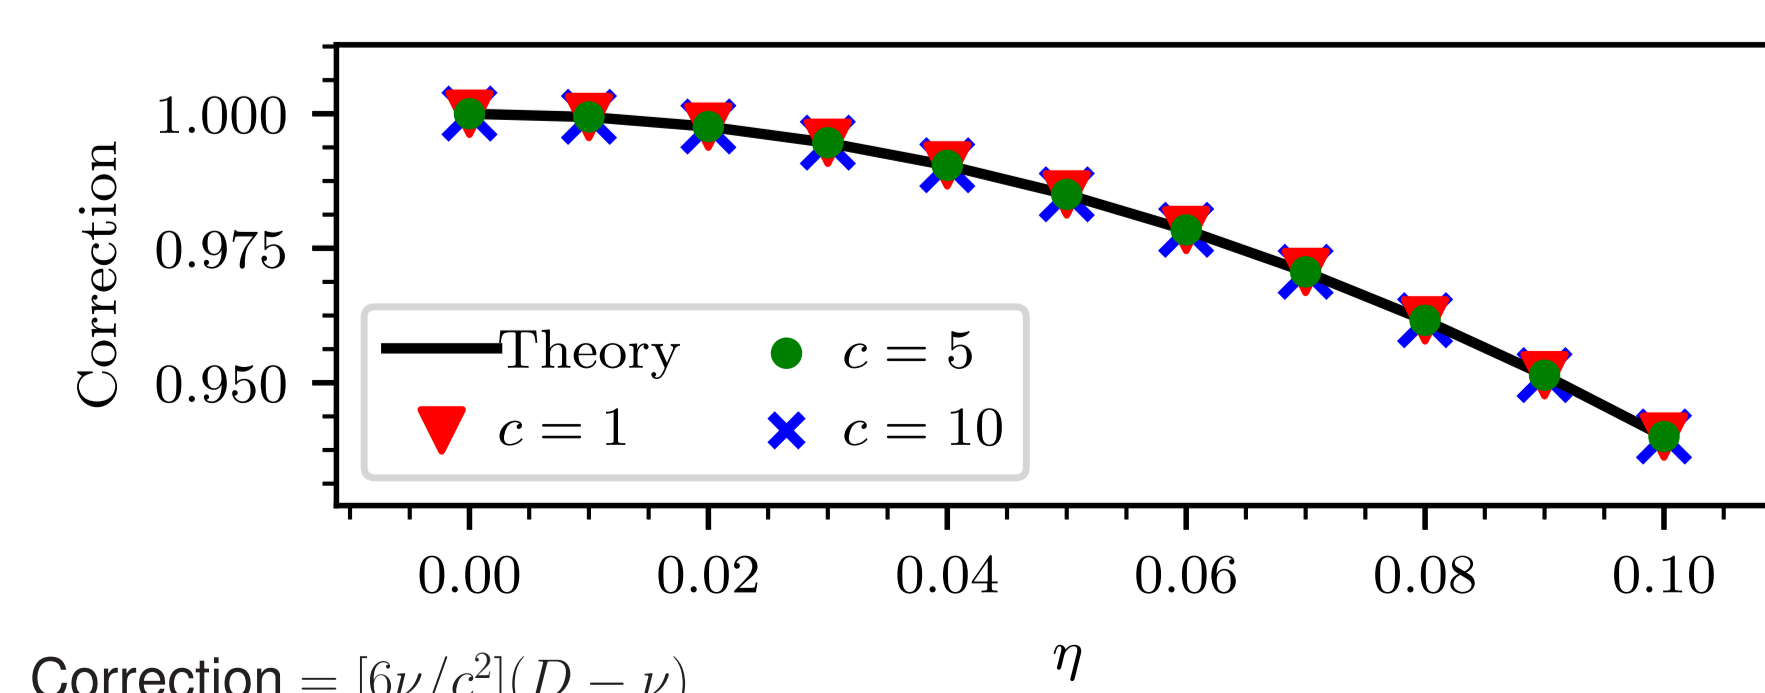 1.000
0.975
0.950
Correction
Theory
c = 1
c = 5
c = 10
0.00 0.02 0.04 0.06 0.08 0.10
η
Correction = [6ν/c²](D − ν)